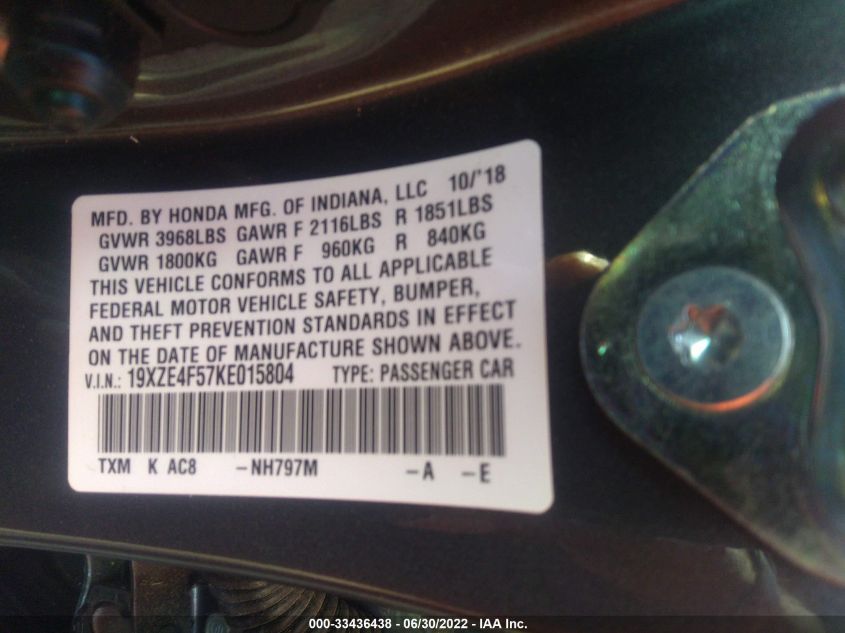 MFD. BY HONDA MFG. OF INDIANA, LLC 10/'18
GVWR 3968LBS GAWR F 2116LBS R 1851LBS
GVWR 1800KG GAWR F 960KG R 840KG
THIS VEHICLE CONFORMS TO ALL APPLICABLE
FEDERAL MOTOR VEHICLE SAFETY, BUMPER,
AND THEFT PREVENTION STANDARDS IN EFFECT
ON THE DATE OF MANUFACTURE SHOWN ABOVE.
V.I.N.: 19XZE4F57KE015804 TYPE: PASSENGER CAR
TXM K AC8 -NH797M -A -E
000-33436438 - 06/30/2022 - IAA Inc.